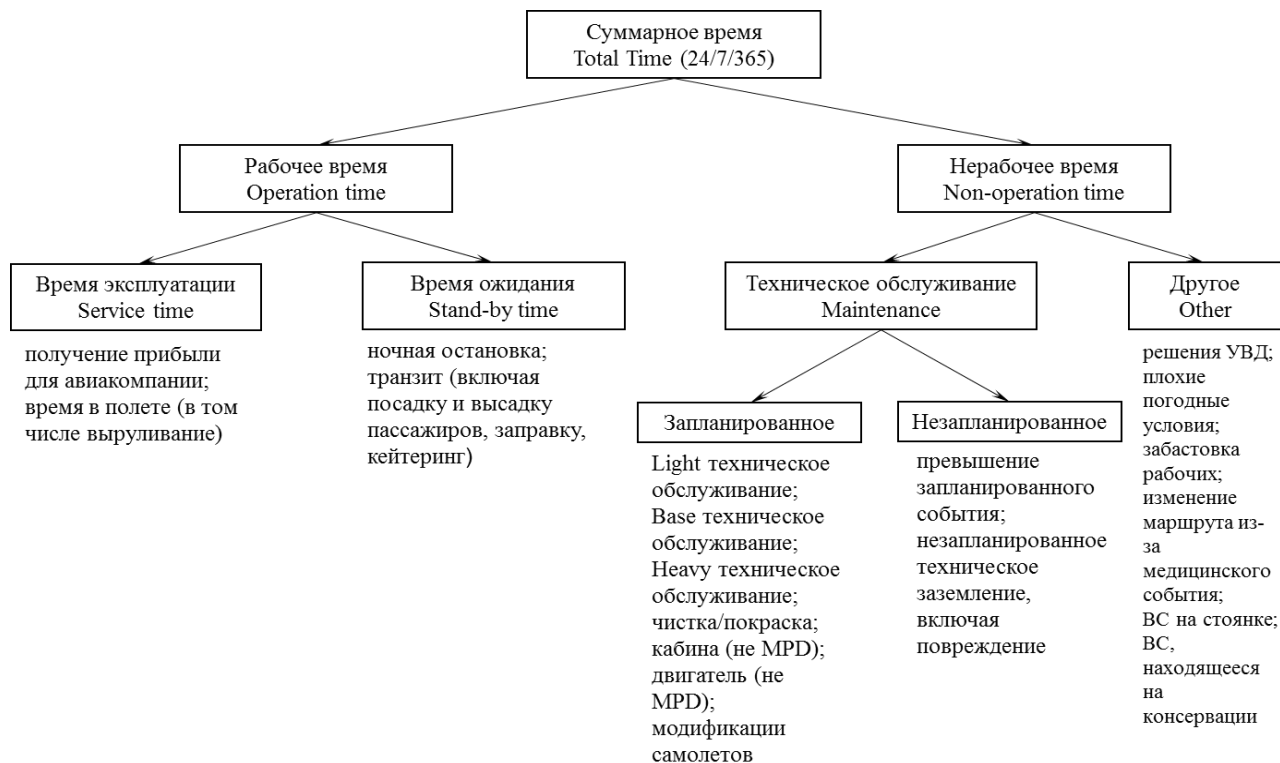 Суммарное время
Total Time (24/7/365)
Рабочее время
Operation time
Нерабочее время
Non-operation time
Время эксплуатации
Service time
Время ожидания
Stand-by time
Техническое обслуживание
Maintenance
Другое
Other
получение прибыли
для авиакомпании;
время в полете (в том
числе выруливание)
ночная остановка;
транзит (включая
посадку и высадку
пассажиров, заправку,
кейтеринг)
Запланированное
Незапланированное
Light техническое
обслуживание;
Base техническое
обслуживание;
Heavy техническое
обслуживание;
чистка/покраска;
кабина (не MPD);
двигатель (не
MPD);
модификации
самолетов
превышение
запланированного
события;
незапланированное
техническое
заземление,
включая
повреждение
решения УВД;
плохие
погодные
условия;
забастовка
рабочих;
изменение
маршрута из-
за
медицинского
события;
ВС на стоянке;
ВС,
находящееся
на
консервации